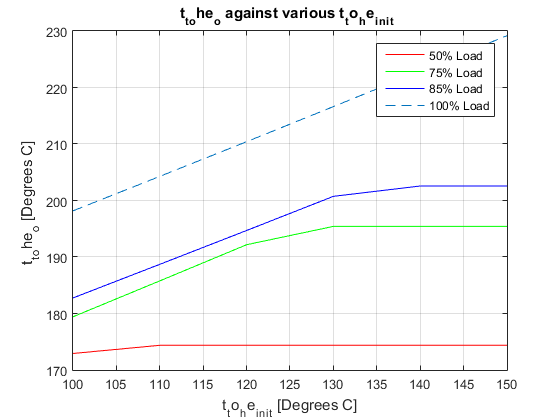 t_to he_o against various t_t o_h e_init
230
220
210
200
190
180
170
t_to he_o [Degrees C]
50% Load
75% Load
85% Load
100% Load
100 105 110 115 120 125 130 135 140 145 150
t_t o_h e_init [Degrees C]